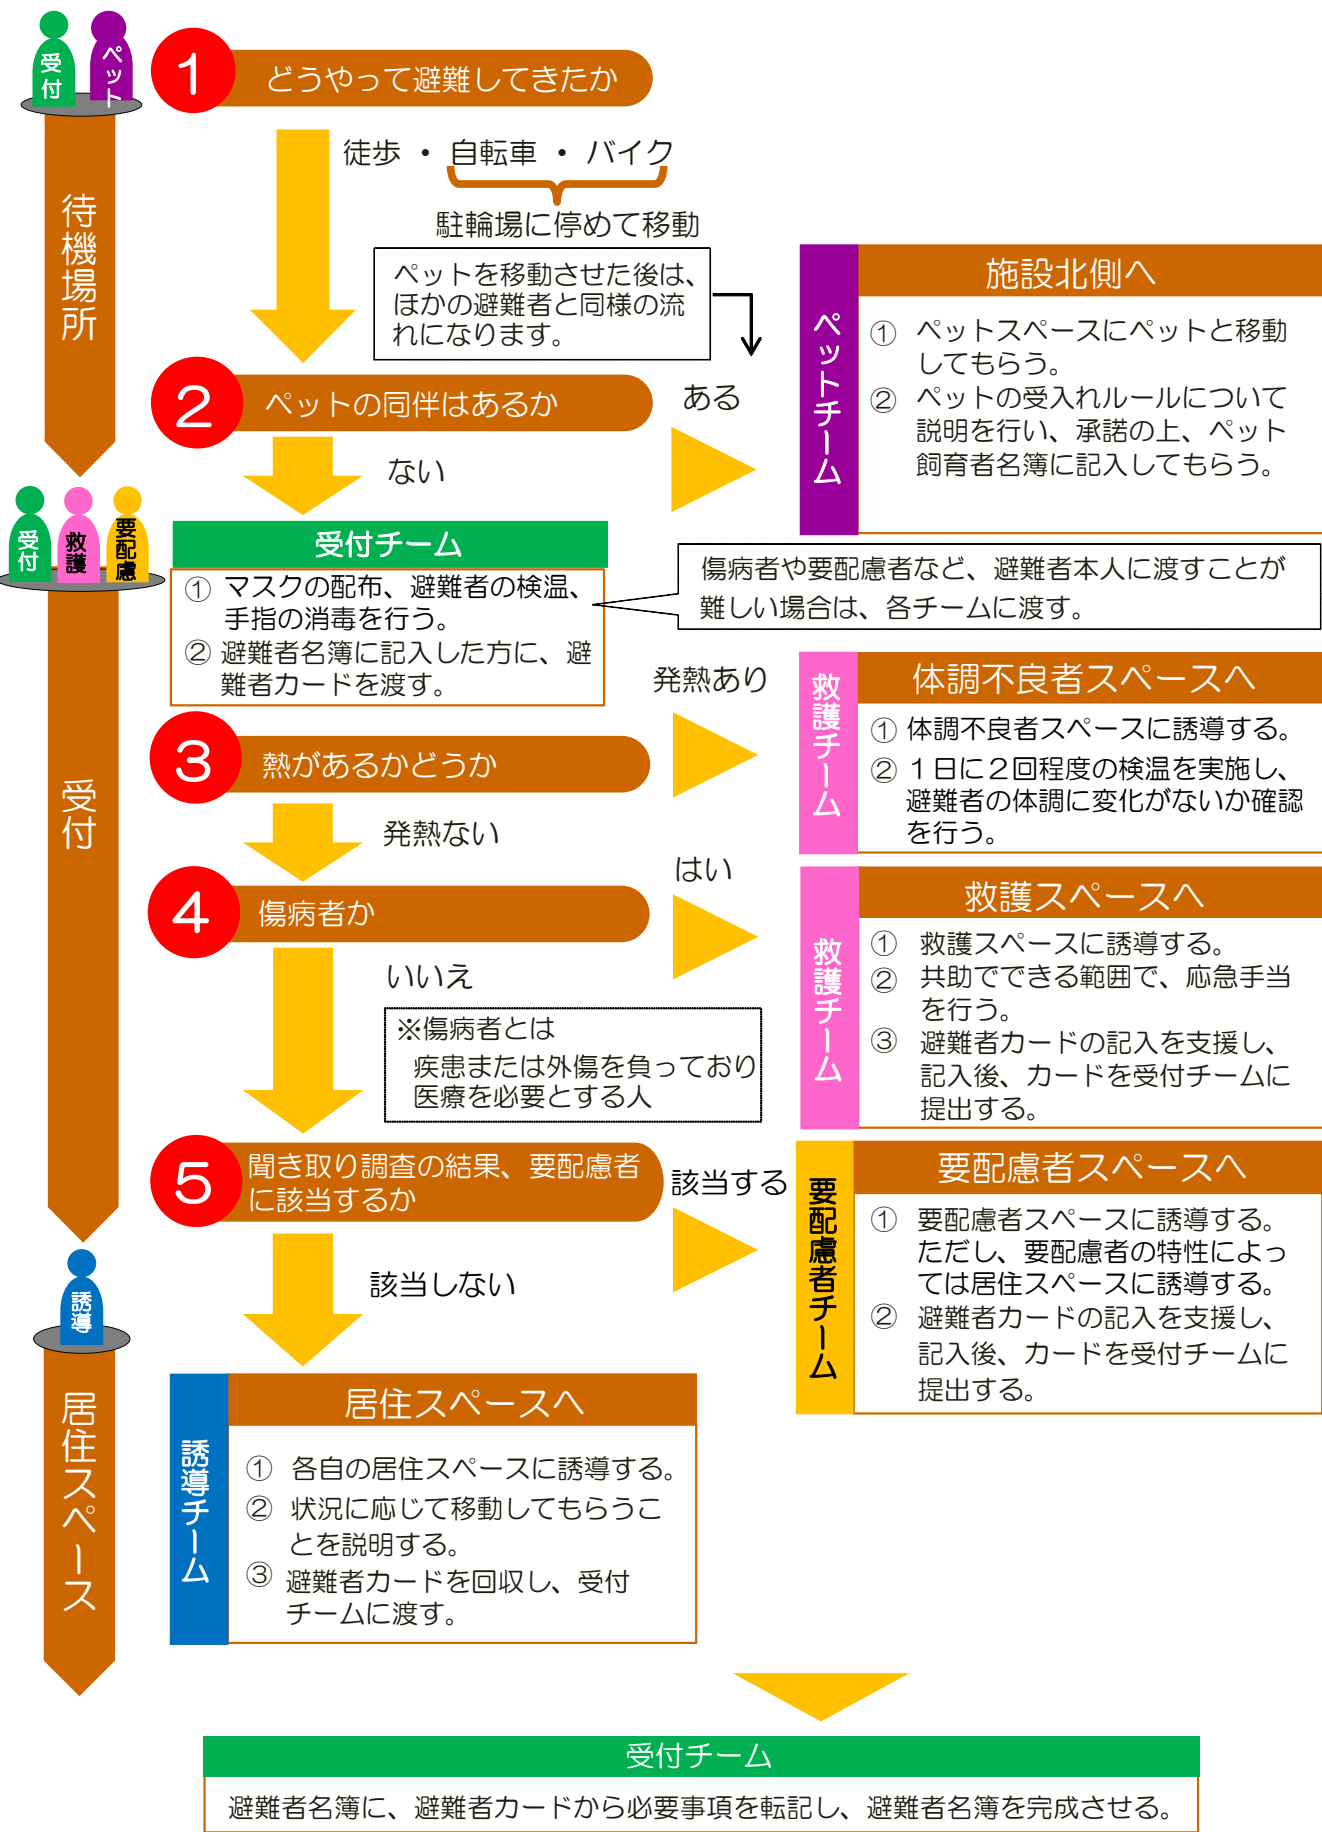 受付
ペット
1
どうやって避難してきたか
待機場所
徒歩 ・ 自転車 ・ バイク
駐輪場に停めて移動
ペットを移動させた後は、
ほかの避難者と同様の流
れになります。
2
ペットの同伴はあるか
ある
ない
ペットチーム
施設北側へ
① ペットスペースにペットと移動
してもらう。
② ペットの受入れルールについて
説明を行い、承諾の上、ペット
飼育者名簿に記入してもらう。
受付
救護
要配慮
受付
受付チーム
① マスクの配布、避難者の検温、
手指の消毒を行う。
② 避難者名簿に記入した方に、避
難者カードを渡す。
傷病者や要配慮者など、避難者本人に渡すことが
難しい場合は、各チームに渡す。
3
熱があるかどうか
発熱あり
発熱ない
救護チーム
体調不良者スペースへ
① 体調不良者スペースに誘導する。
② １日に２回程度の検温を実施し、
避難者の体調に変化がないか確認
を行う。
4
傷病者か
はい
いいえ
※傷病者とは
疾患または外傷を負っており
医療を必要とする人
救護チーム
救護スペースへ
① 救護スペースに誘導する。
② 共助でできる範囲で、応急手当
を行う。
③ 避難者カードの記入を支援し、
記入後、カードを受付チームに
提出する。
5
聞き取り調査の結果、要配慮者
に該当するか
該当する
該当しない
要配慮者チーム
要配慮者スペースへ
① 要配慮者スペースに誘導する。
ただし、要配慮者の特性によっ
ては居住スペースに誘導する。
② 避難者カードの記入を支援し、
記入後、カードを受付チームに
提出する。
誘導
居住スペース
誘導チーム
居住スペースへ
① 各自の居住スペースに誘導する。
② 状況に応じて移動してもらうこ
とを説明する。
③ 避難者カードを回収し、受付
チームに渡す。
受付チーム
避難者名簿に、避難者カードから必要事項を転記し、避難者名簿を完成させる。